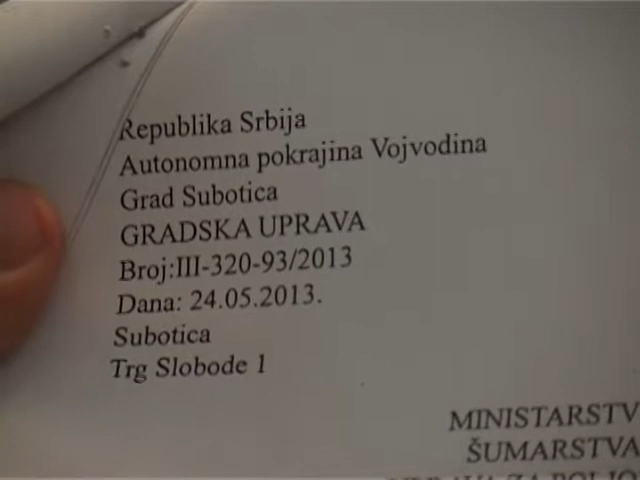 Republika Srbija
Autonomna pokrajina Vojvodina
Grad Subotica
GRADSKA UPRAVA
Broj:III-320-93/2013
Dana: 24.05.2013.
Subotica
Trg Slobode 1
MINISTARSTV
ŠUMARSTVA